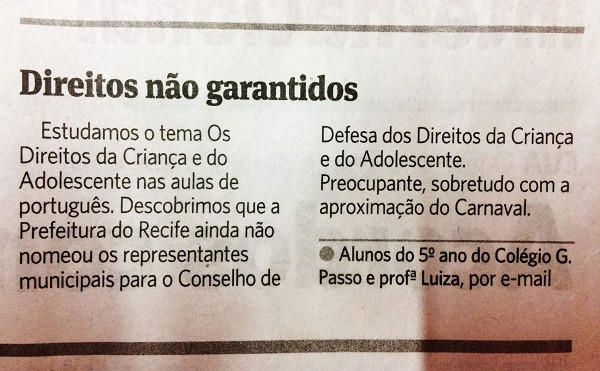 Direitos não garantidos
Estudamos o tema Os
Direitos da Criança e do
Adolescente nas aulas de
português. Descobrimos que a
Prefeitura do Recife ainda não
nomeou os representantes
municipais para o Conselho de
Defesa dos Direitos da Criança
e do Adolescente.
Preocupante, sobretudo com a
aproximação do Carnaval.
● Alunos do 5º ano do Colégio G.
Passo e profª Luiza, por e-mail